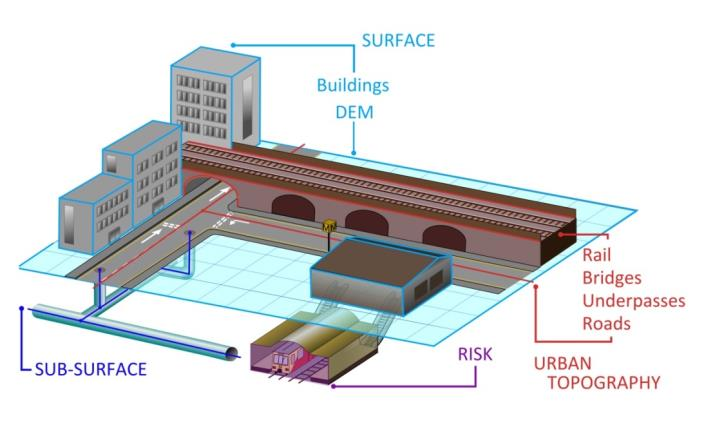 SURFACE
Buildings
DEM
Rail
Bridges
Underpasses
Roads
URBAN
TOPOGRAPHY
RISK
SUB-SURFACE